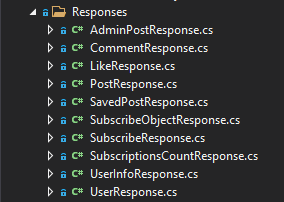 Responses
C# AdminPostResponse.cs
C# CommentResponse.cs
C# LikeResponse.cs
C# PostResponse.cs
C# SavedPostResponse.cs
C# SubscribeObjectResponse.cs
C# SubscribeResponse.cs
C# SubscriptionsCountResponse.cs
C# UserInfoResponse.cs
C# UserResponse.cs